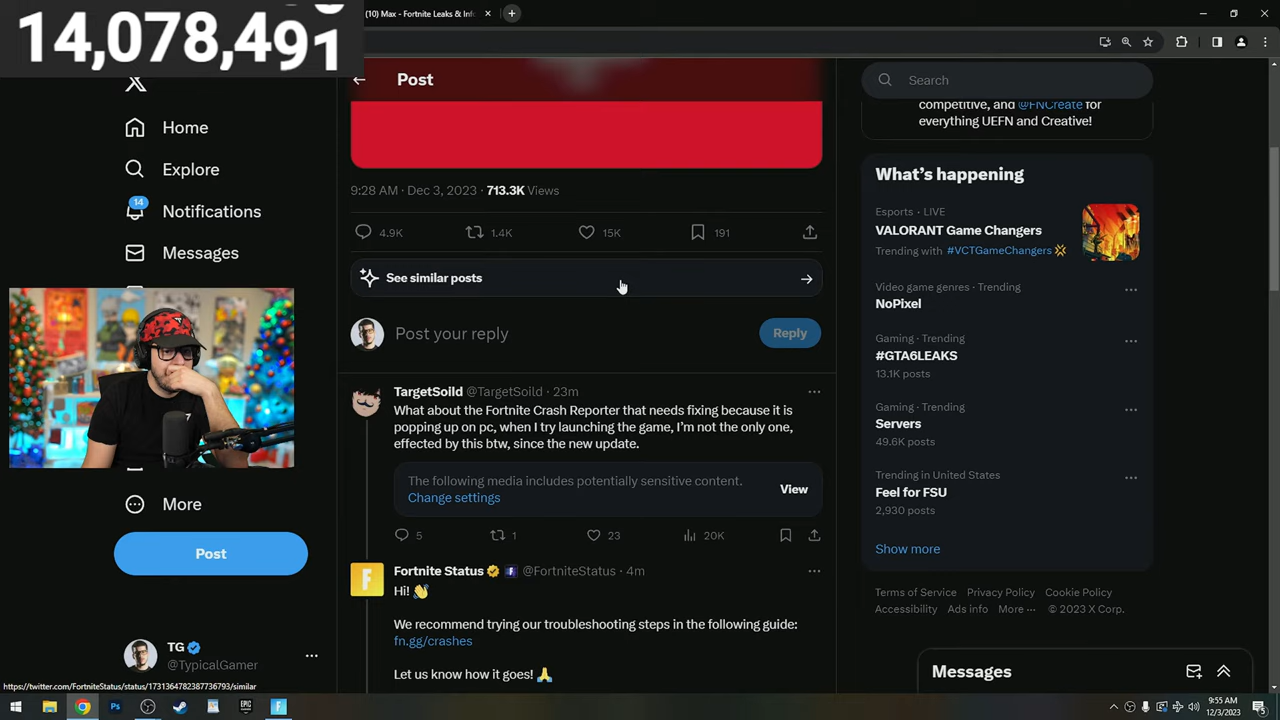 14,078,491
(10) Max - Fortnite Leaks & Inf
Post
Search
competitive, and @FNCreate for
everything UEFN and Creative!
Home
Explore
14
Notifications
Messages
More
Post
TG
@TypicalGamer
9:28 AM · Dec 3, 2023 · 713.3K Views
4.9K
1.4K
15K
191
See similar posts
Post your reply
Reply
TargetSoild @TargetSoild · 23m
What about the Fortnite Crash Reporter that needs fixing because it is
popping up on pc, when I try launching the game, I'm not the only one,
effected by this btw, since the new update.
The following media includes potentially sensitive content.
Change settings
View
5
1
23
20K
Fortnite Status @FortniteStatus · 4m
Hi! 👋
We recommend trying our troubleshooting steps in the following guide:
fn.gg/crashes
Let us know how it goes! 🙏
What's happening
Esports · LIVE
VALORANT Game Changers
Trending with #VCTGameChangers
Video game genres · Trending
NoPixel
Gaming · Trending
#GTA6LEAKS
13.1K posts
Gaming · Trending
Servers
49.6K posts
Trending in United States
Feel for FSU
2,930 posts
Show more
Terms of Service Privacy Policy Cookie Policy
Accessibility Ads info More ··· © 2023 X Corp.
Messages
https://twitter.com/FortniteStatus/status/1731364782387736793/similar
Ps
EPIC
F
9:55 AM
12/3/2023